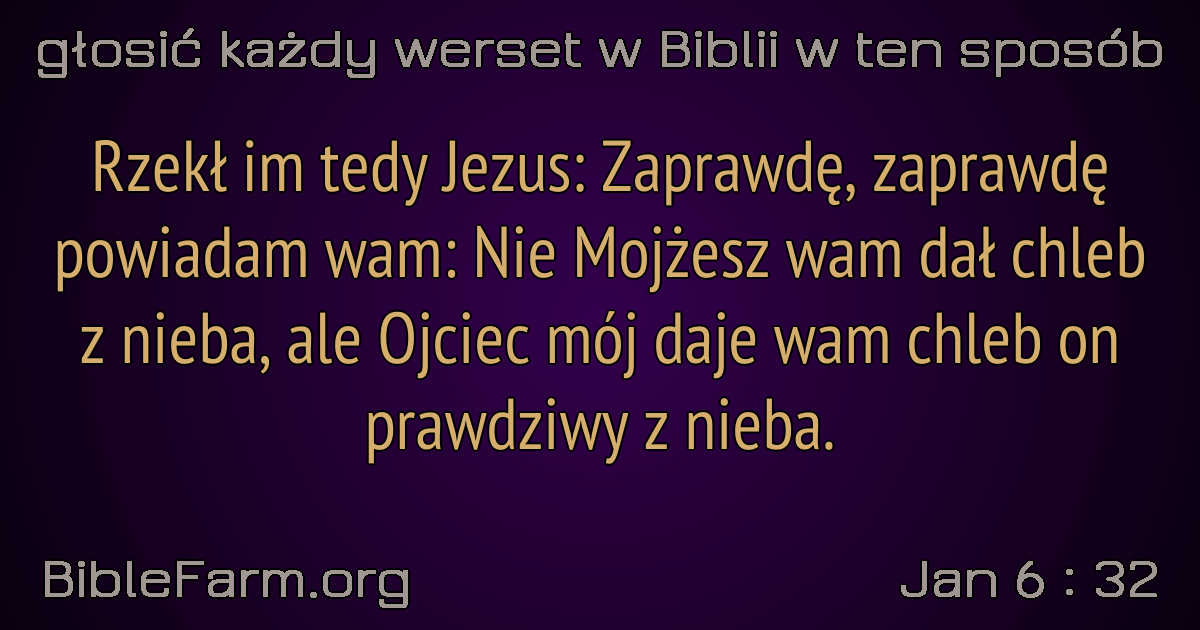 głosić każdy werset w Biblii w ten sposób
Rzekł im tedy Jezus: Zaprawdę, zaprawdę
powiadam wam: Nie Mojżesz wam dał chleb
z nieba, ale Ojciec mój daje wam chleb on
prawdziwy z nieba.
BibleFarm.org
Jan 6 : 32